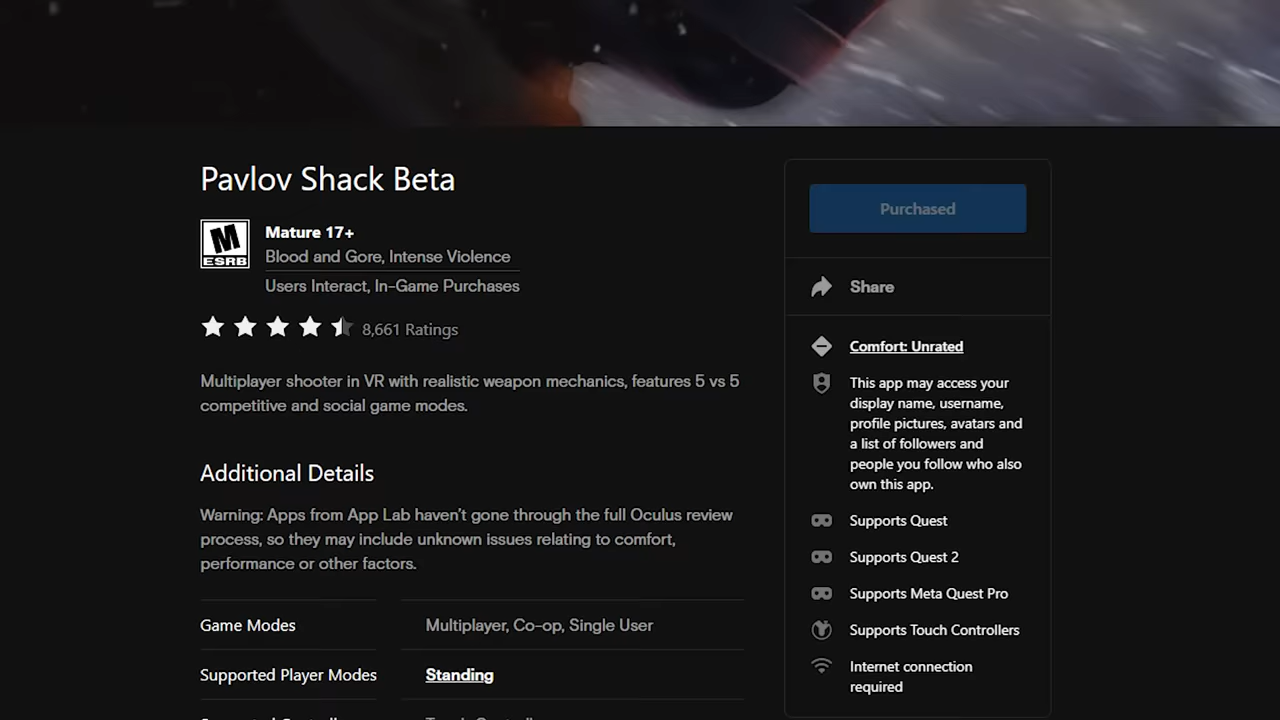 Pavlov Shack Beta
M
ESRB
Mature 17+
Blood and Gore, Intense Violence
Users Interact, In-Game Purchases
8,661 Ratings
Multiplayer shooter in VR with realistic weapon mechanics, features 5 vs 5
competitive and social game modes.
Additional Details
Warning: Apps from App Lab haven't gone through the full Oculus review
process, so they may include unknown issues relating to comfort,
performance or other factors.
Game Modes
Multiplayer, Co-op, Single User
Supported Player Modes
Standing
Purchased
Share
Comfort: Unrated
This app may access your
display name, username,
profile pictures, avatars and
a list of followers and
people you follow who also
own this app.
Supports Quest
Supports Quest 2
Supports Meta Quest Pro
Supports Touch Controllers
Internet connection
required